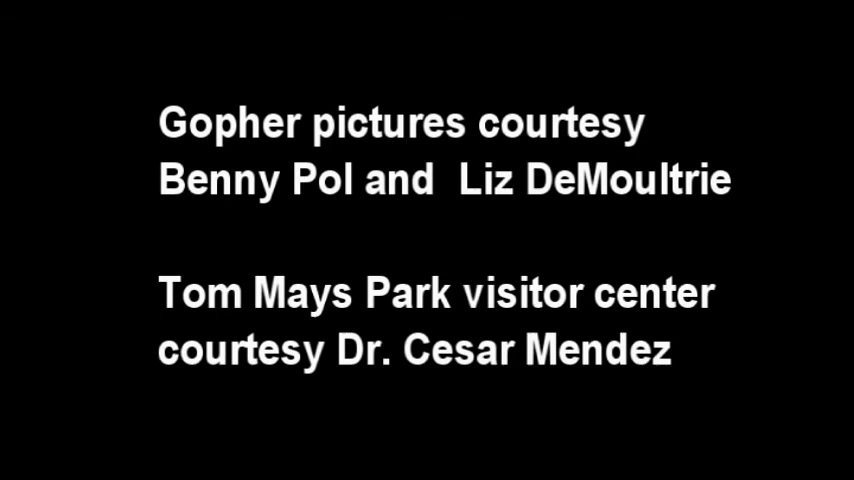 Gopher pictures courtesy
Benny Pol and  Liz DeMoultrie
Tom Mays Park visitor center
courtesy Dr. Cesar Mendez